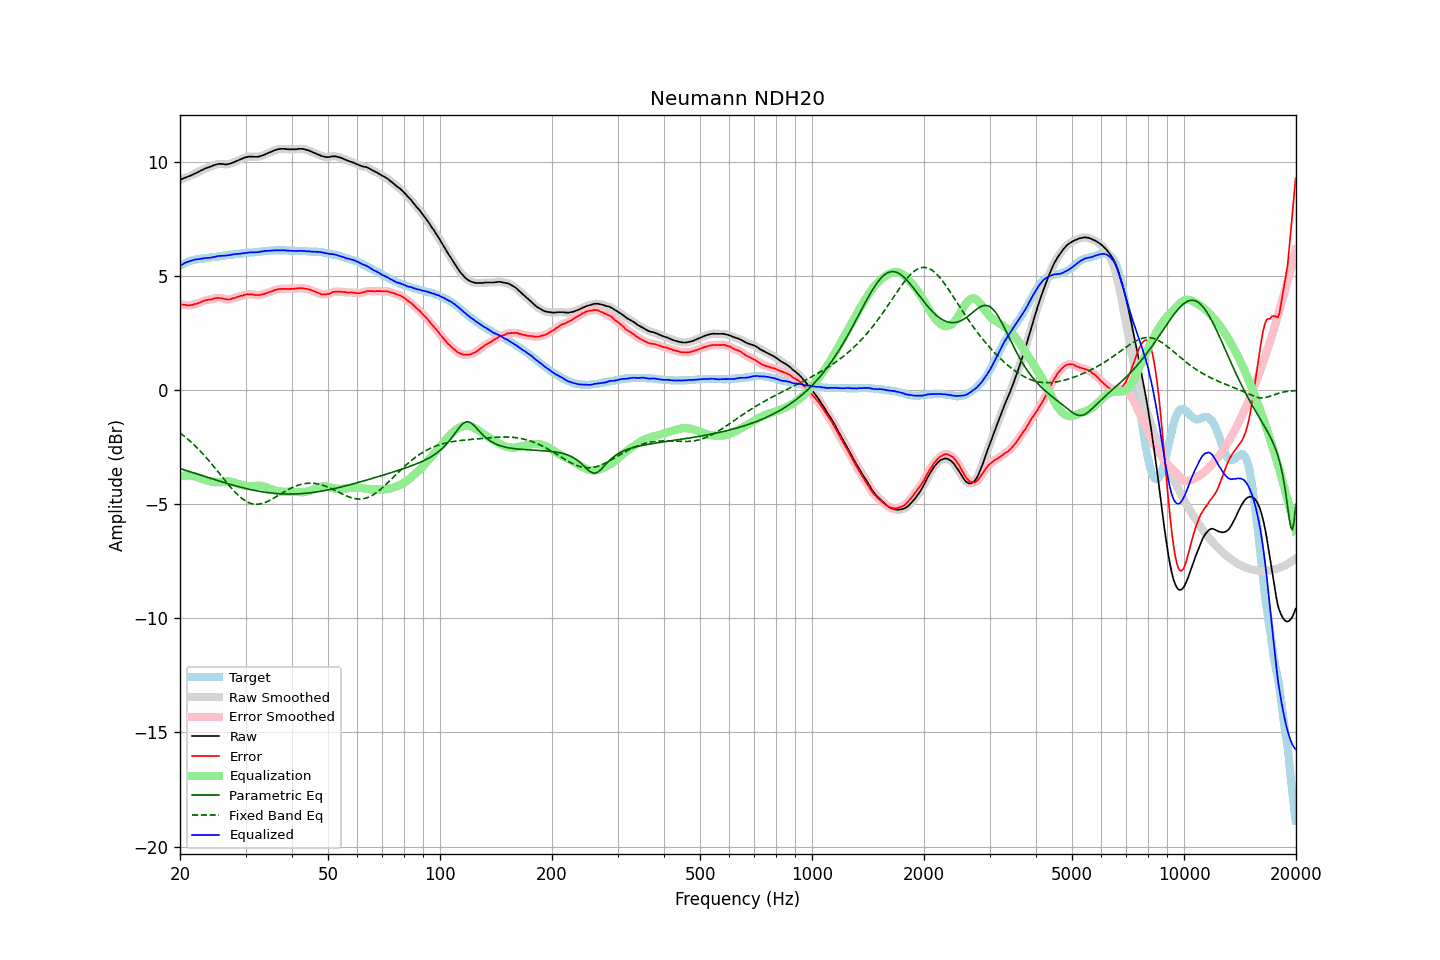 Neumann NDH20
Amplitude (dBr)
10
5
0
−5
−10
−15
−20
Target
Raw Smoothed
Error Smoothed
Raw
Error
Equalization
Parametric Eq
Fixed Band Eq
Equalized
20
50
100
200
500
1000
2000
5000
10000
20000
Frequency (Hz)